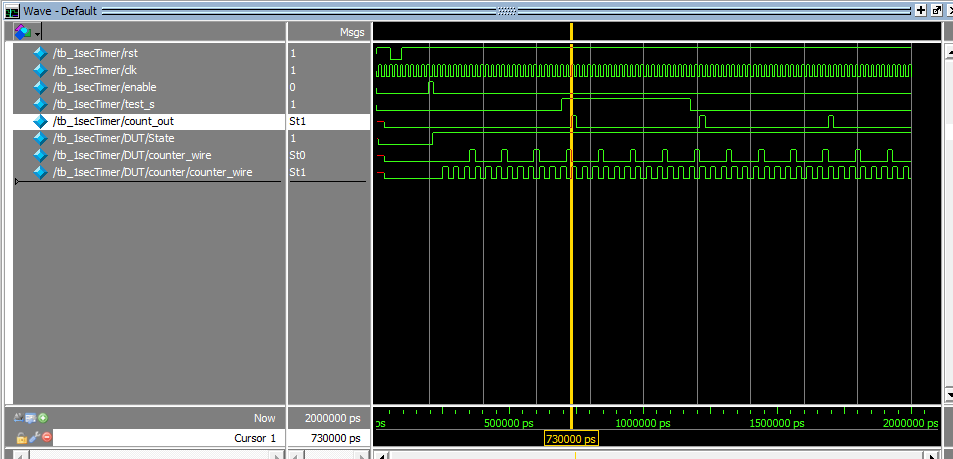 Wave - Default
Msgs
/tb_1secTimer/rst 1
/tb_1secTimer/clk 1
/tb_1secTimer/enable 0
/tb_1secTimer/test_s 1
/tb_1secTimer/count_out St1
/tb_1secTimer/DUT/State 1
/tb_1secTimer/DUT/counter_wire St0
/tb_1secTimer/DUT/counter/counter_wire St1
Now 2000000 ps ps 500000 ps 1000000 ps 1500000 ps 2000000 ps
Cursor 1 730000 ps 730000 ps